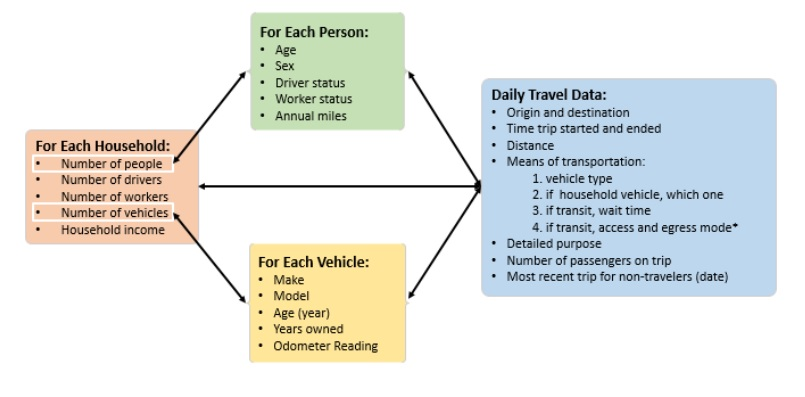 For Each Person:
• Age
• Sex
• Driver status
• Worker status
• Annual miles
For Each Household:
• Number of people
• Number of drivers
• Number of workers
• Number of vehicles
• Household income
For Each Vehicle:
• Make
• Model
• Age (year)
• Years owned
• Odometer Reading
Daily Travel Data:
• Origin and destination
• Time trip started and ended
• Distance
• Means of transportation:
1. vehicle type
2. if household vehicle, which one
3. if transit, wait time
4. if transit, access and egress mode*
• Detailed purpose
• Number of passengers on trip
• Most recent trip for non-travelers (date)